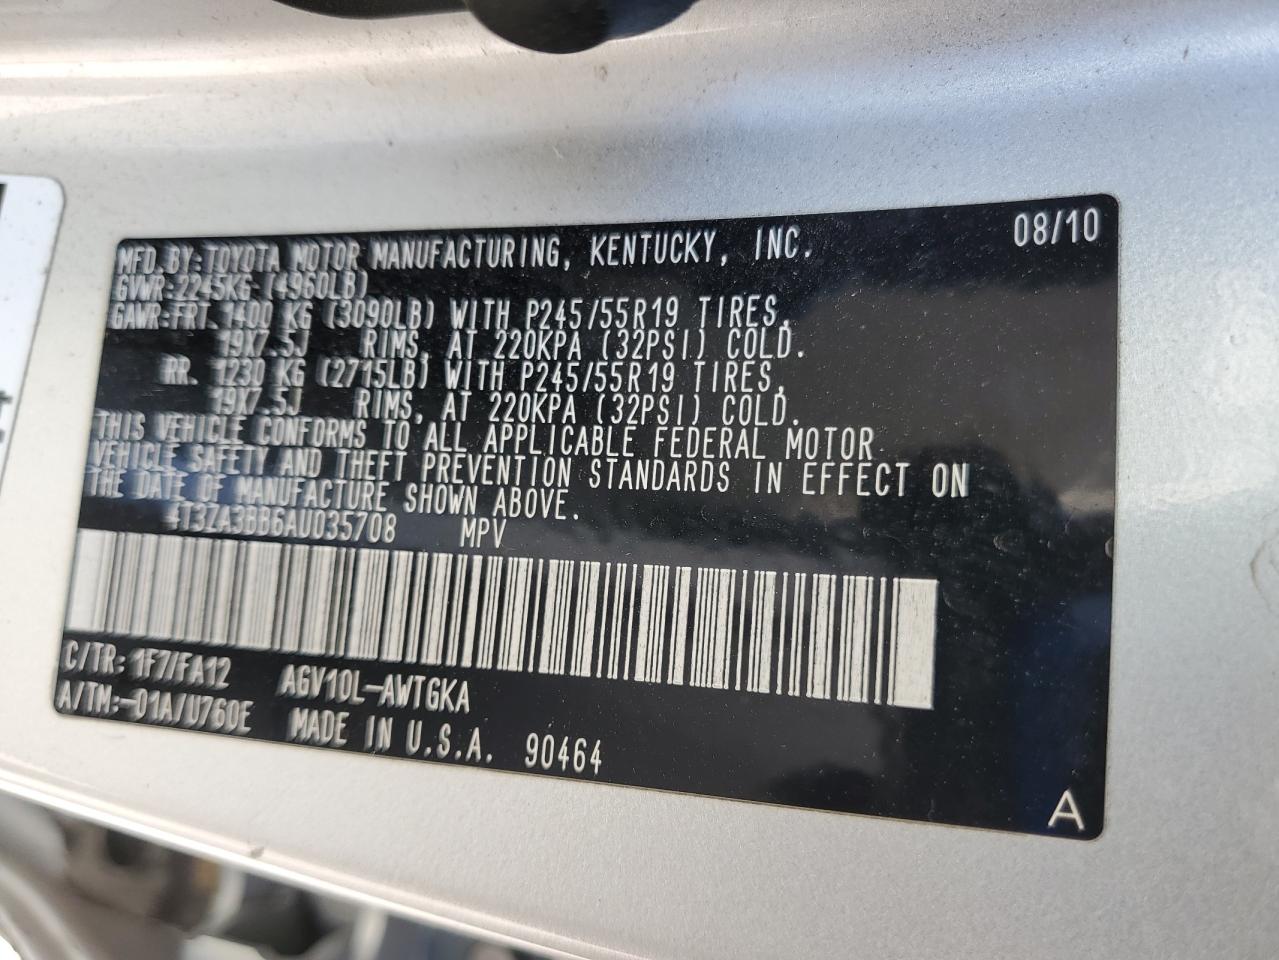 08/10
MFD. BY: TOYOTA MOTOR MANUFACTURING, KENTUCKY, INC.
GVWR: 2245KG (4960LB)
GAWR: FRT. 1400 KG (3090LB) WITH P245/55R19 TIRES,
19X7.5J RIMS, AT 220KPA (32PSI) COLD.
RR. 1230 KG (2715LB) WITH P245/55R19 TIRES,
19X7.5J RIMS, AT 220KPA (32PSI) COLD.
THIS VEHICLE CONFORMS TO ALL APPLICABLE FEDERAL MOTOR
VEHICLE SAFETY AND THEFT PREVENTION STANDARDS IN EFFECT ON
THE DATE OF MANUFACTURE SHOWN ABOVE.
4T3ZA3BB6AU035708 MPV
C/TR: 1F7/FA12 AGV10L-AWTGKA
A/TM:-01A/U760E MADE IN U.S.A. 90464
A